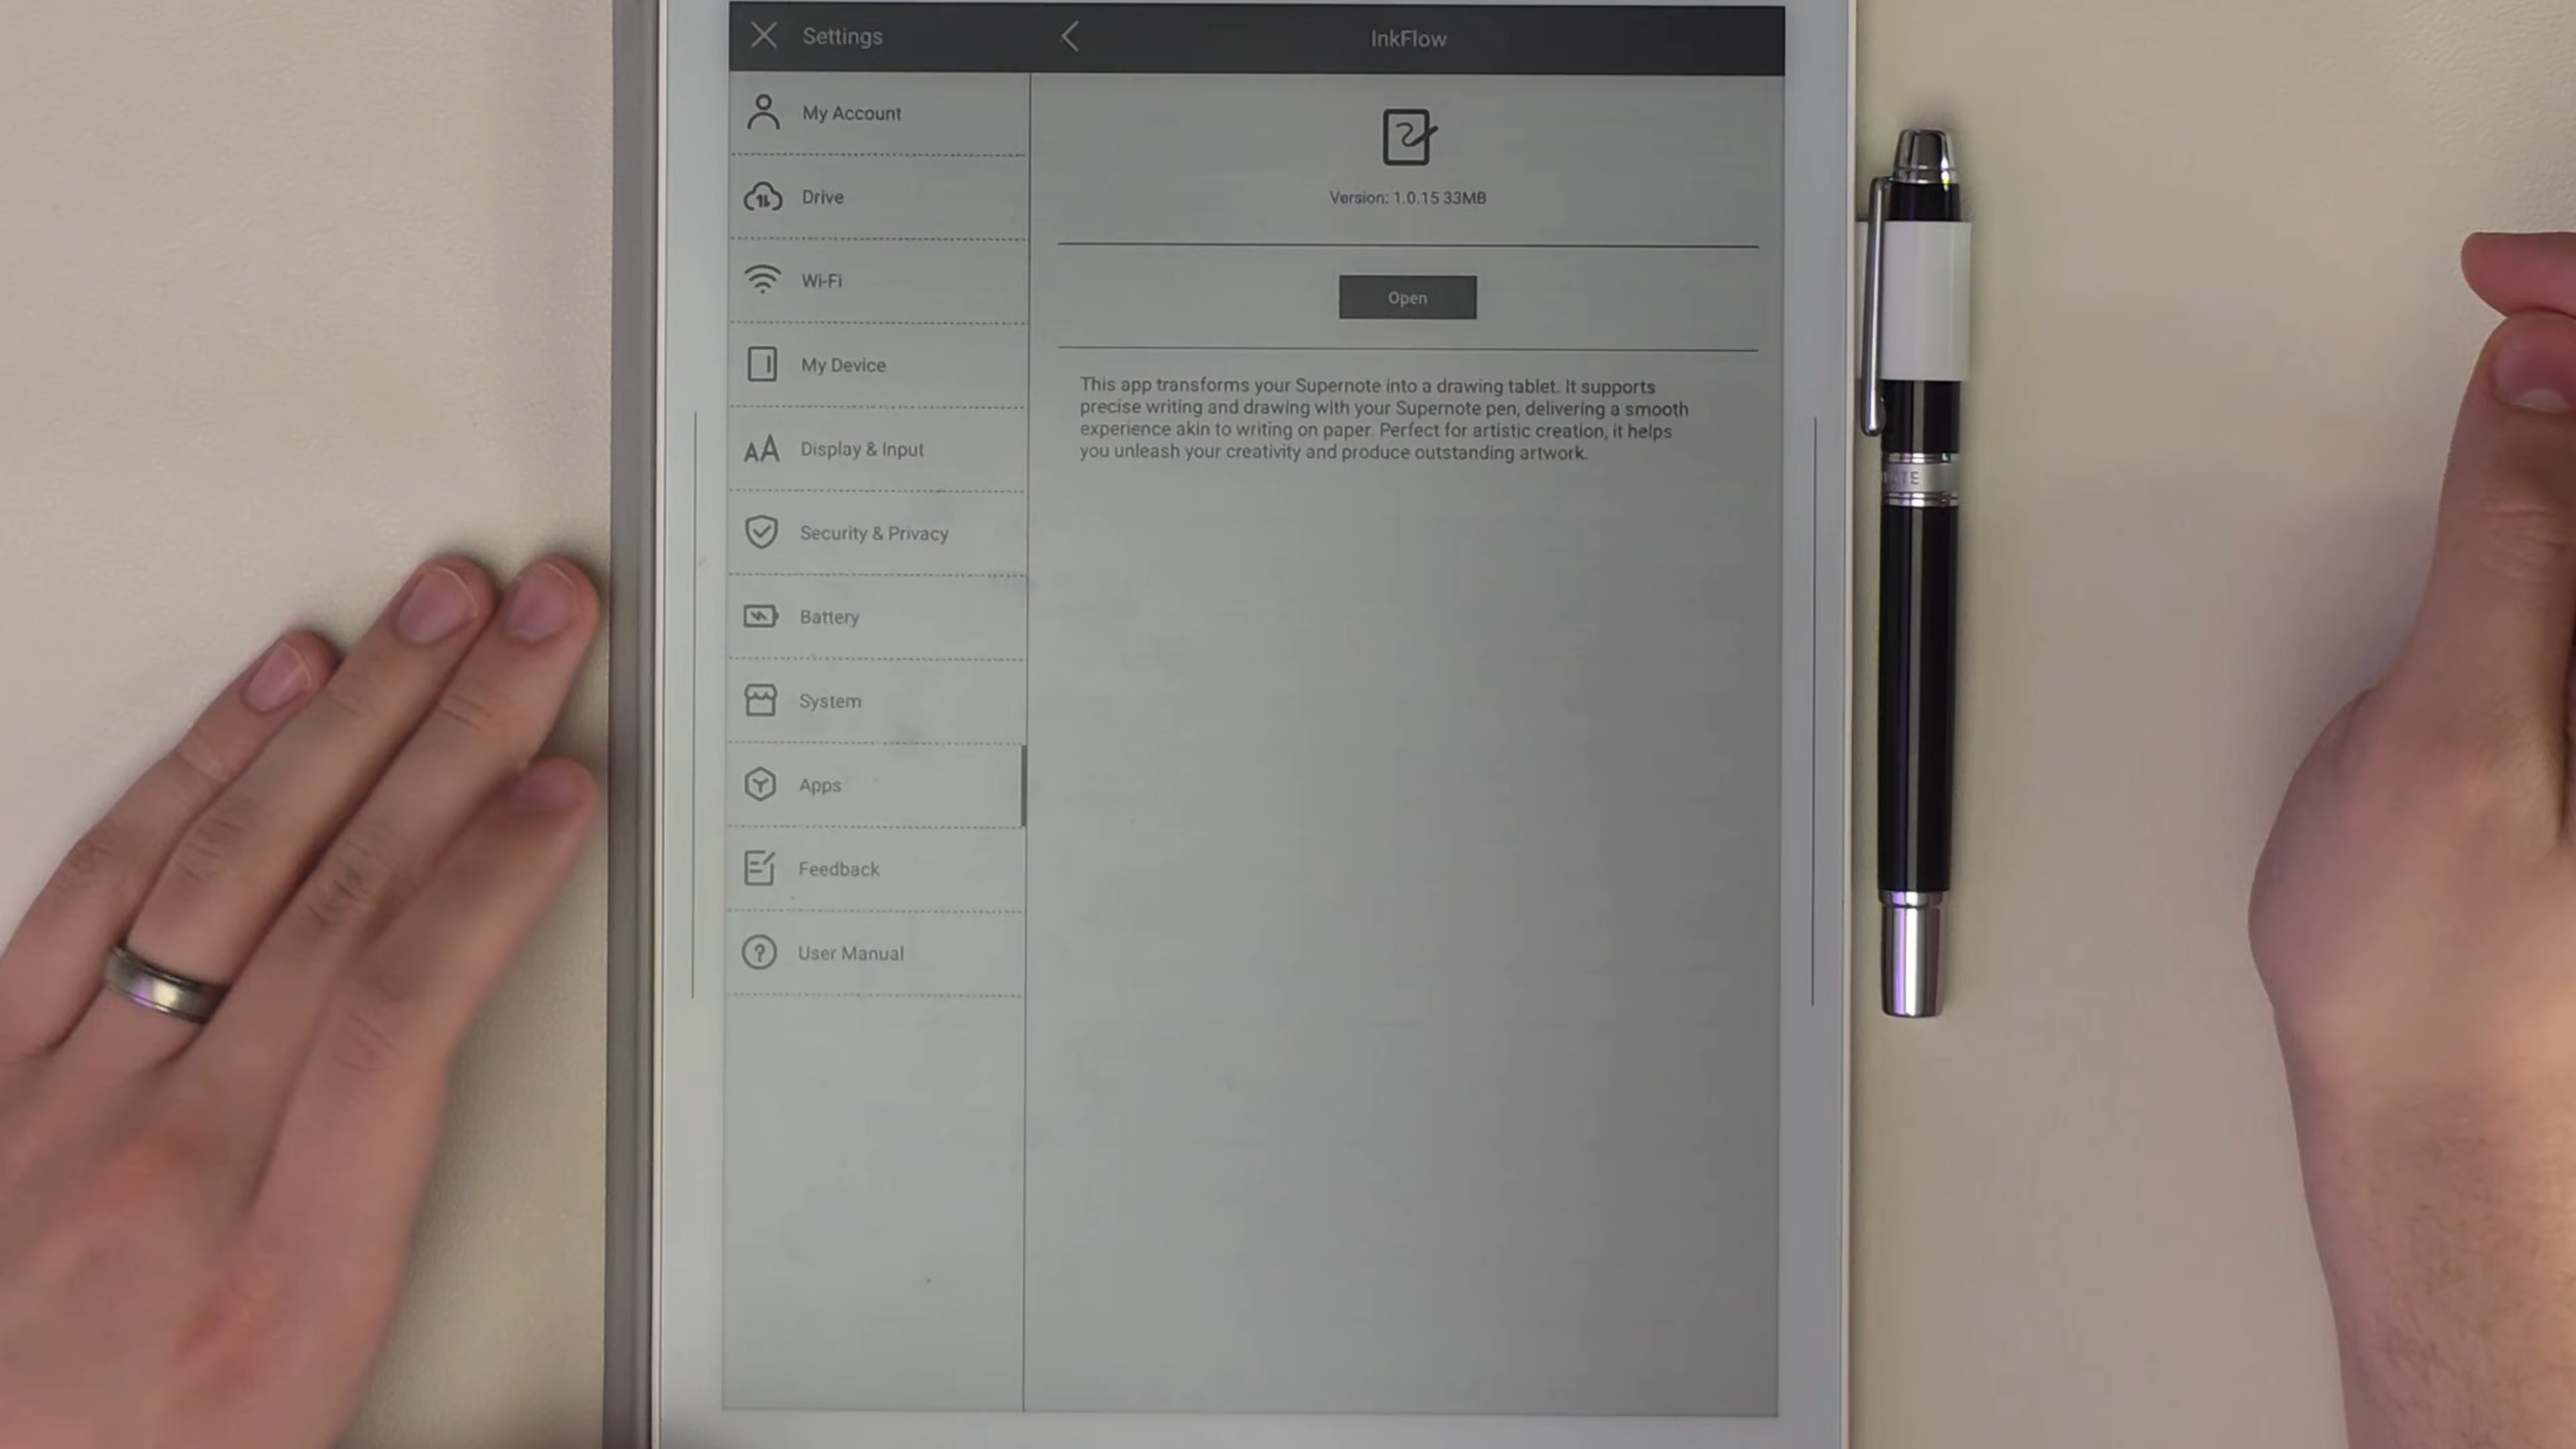 Settings
InkFlow
My Account
Drive
Wi-Fi
My Device
Display & Input
Security & Privacy
Battery
System
Apps
Feedback
User Manual
Version: 1.0.15 33MB
Open
This app transforms your Supernote into a drawing tablet. It supports
precise writing and drawing with your Supernote pen, delivering a smooth
experience akin to writing on paper. Perfect for artistic creation, it helps
you unleash your creativity and produce outstanding artwork.